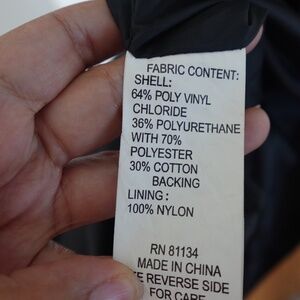 FABRIC CONTENT:
SHELL:
64% POLY VINYL
CHLORIDE
36% POLYURETHANE
WITH 70%
POLYESTER
30% COTTON
BACKING
LINING :
100% NYLON
RN 81134
MADE IN CHINA
REVERSE SIDE
FOR CARE